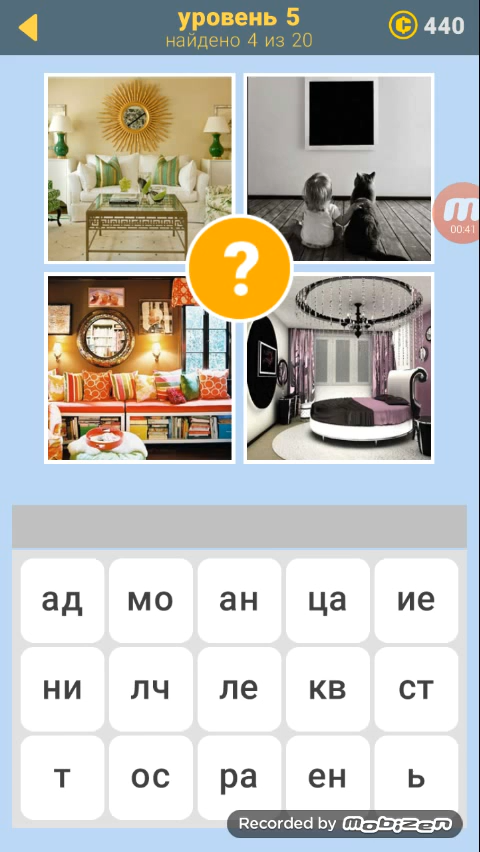 уровень 5
найдено 4 из 20
440
00:41
?
ад мо ан ца ие
ни лч ле кв ст
т ос ра ен ь
Recorded by mobizen